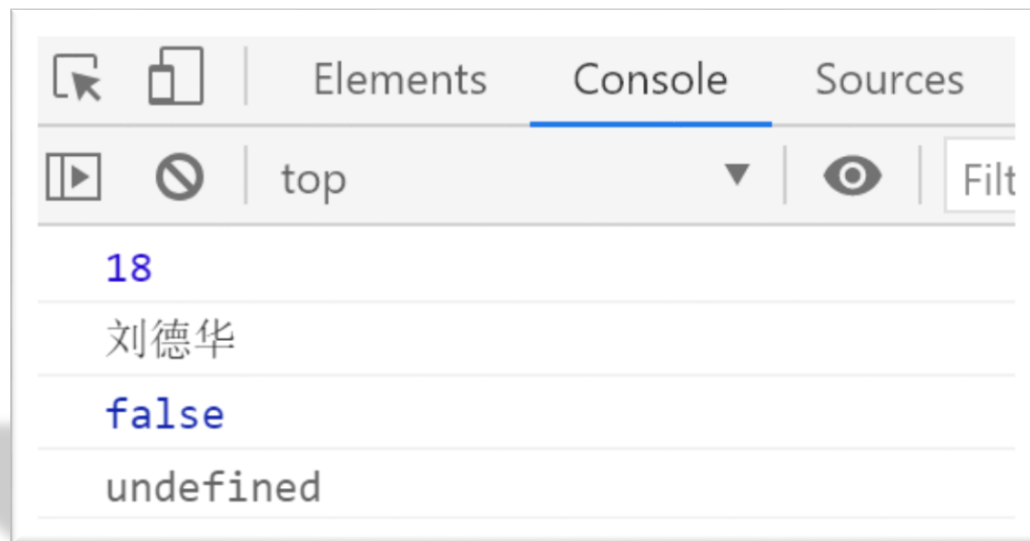 Elements Console Sources
top Filt
18
刘德华
false
undefined